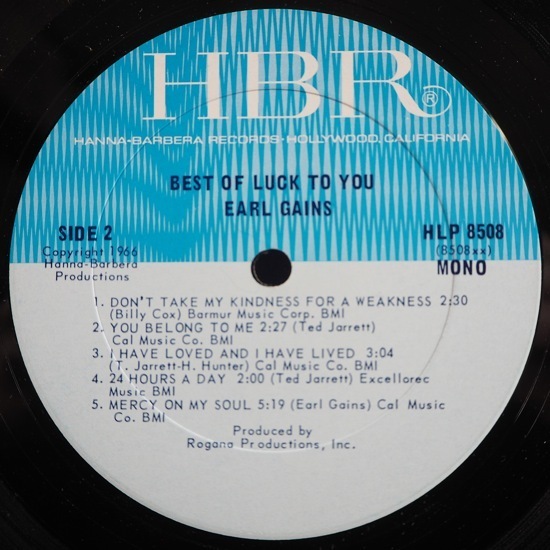 HBR®
HANNA-BARBERA RECORDS • HOLLYWOOD, CALIFORNIA
BEST OF LUCK TO YOU
EARL GAINS
SIDE 2
Copyright 1966
Hanna-Barbera
Productions
HLP 8508
(8508xx)
MONO
1. DON'T TAKE MY KINDNESS FOR A WEAKNESS 2:30
(Billy Cox) Barmur Music Corp. BMI
2. YOU BELONG TO ME 2:27 (Ted Jarrett)
Cal Music Co. BMI
3. I HAVE LOVED AND I HAVE LIVED 3:04
(T. Jarrett-H. Hunter) Cal Music Co. BMI
4. 24 HOURS A DAY 2:00 (Ted Jarrett) Excellorec
Music BMI
5. MERCY ON MY SOUL 5:19 (Earl Gains) Cal Music
Co. BMI
Produced by
Rogana Productions, Inc.